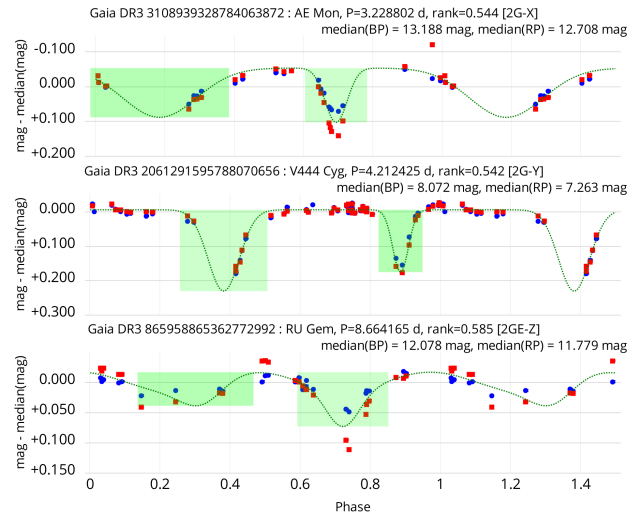 Gaia DR3 3108939328784063872 : AE Mon, P=3.228802 d, rank=0.544 [2G-X]
median(BP) = 13.188 mag, median(RP) = 12.708 mag
mag - median(mag)
-0.100
0.000
+0.100
+0.200
Gaia DR3 2061291595788070656 : V444 Cyg, P=4.212425 d, rank=0.542 [2G-Y]
median(BP) = 8.072 mag, median(RP) = 7.263 mag
mag - median(mag)
+0.000
+0.100
+0.200
+0.300
Gaia DR3 865958865362772992 : RU Gem, P=8.664165 d, rank=0.585 [2GE-Z]
median(BP) = 12.078 mag, median(RP) = 11.779 mag
mag - median(mag)
0.000
+0.050
+0.100
+0.150
0 0.2 0.4 0.6 0.8 1 1.2 1.4
Phase